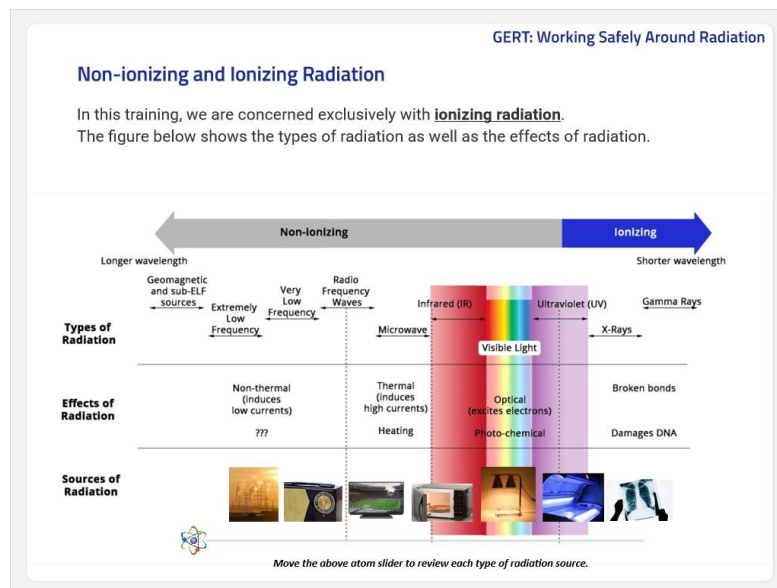 GERT: Working Safely Around Radiation
Non-ionizing and Ionizing Radiation
In this training, we are concerned exclusively with ionizing radiation.
The figure below shows the types of radiation as well as the effects of radiation.
Non-ionizing
Ionizing
Longer wavelength
Shorter wavelength
Types of
Radiation
Geomagnetic
and sub-ELF
sources
Extremely
Low
Frequency
Very
Low
Frequency
Radio
Frequency
Waves
Microwave
Infrared (IR)
Visible Light
Ultraviolet (UV)
X-Rays
Gamma Rays
Effects of
Radiation
Non-thermal
(induces
low currents)
???
Thermal
(induces
high currents)
Heating
Optical
(excites electrons)
Photo-chemical
Broken bonds
Damages DNA
Sources of
Radiation
Move the above atom slider to review each type of radiation source.